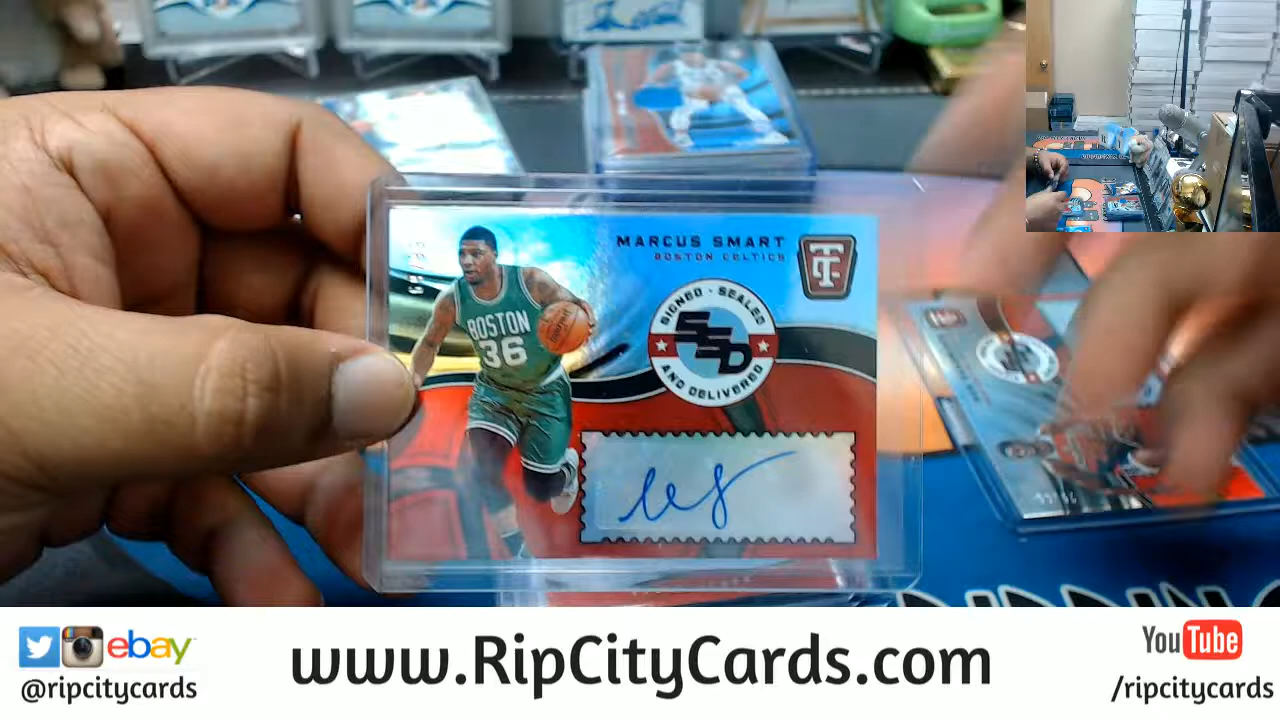 MARCUS SMART
BOSTON CELTICS
SIGNED · SEALED
SSD
AND DELIVERED
BOSTON
36
ebay
@ripcitycards
www.RipCityCards.com
YouTube
/ripcitycards